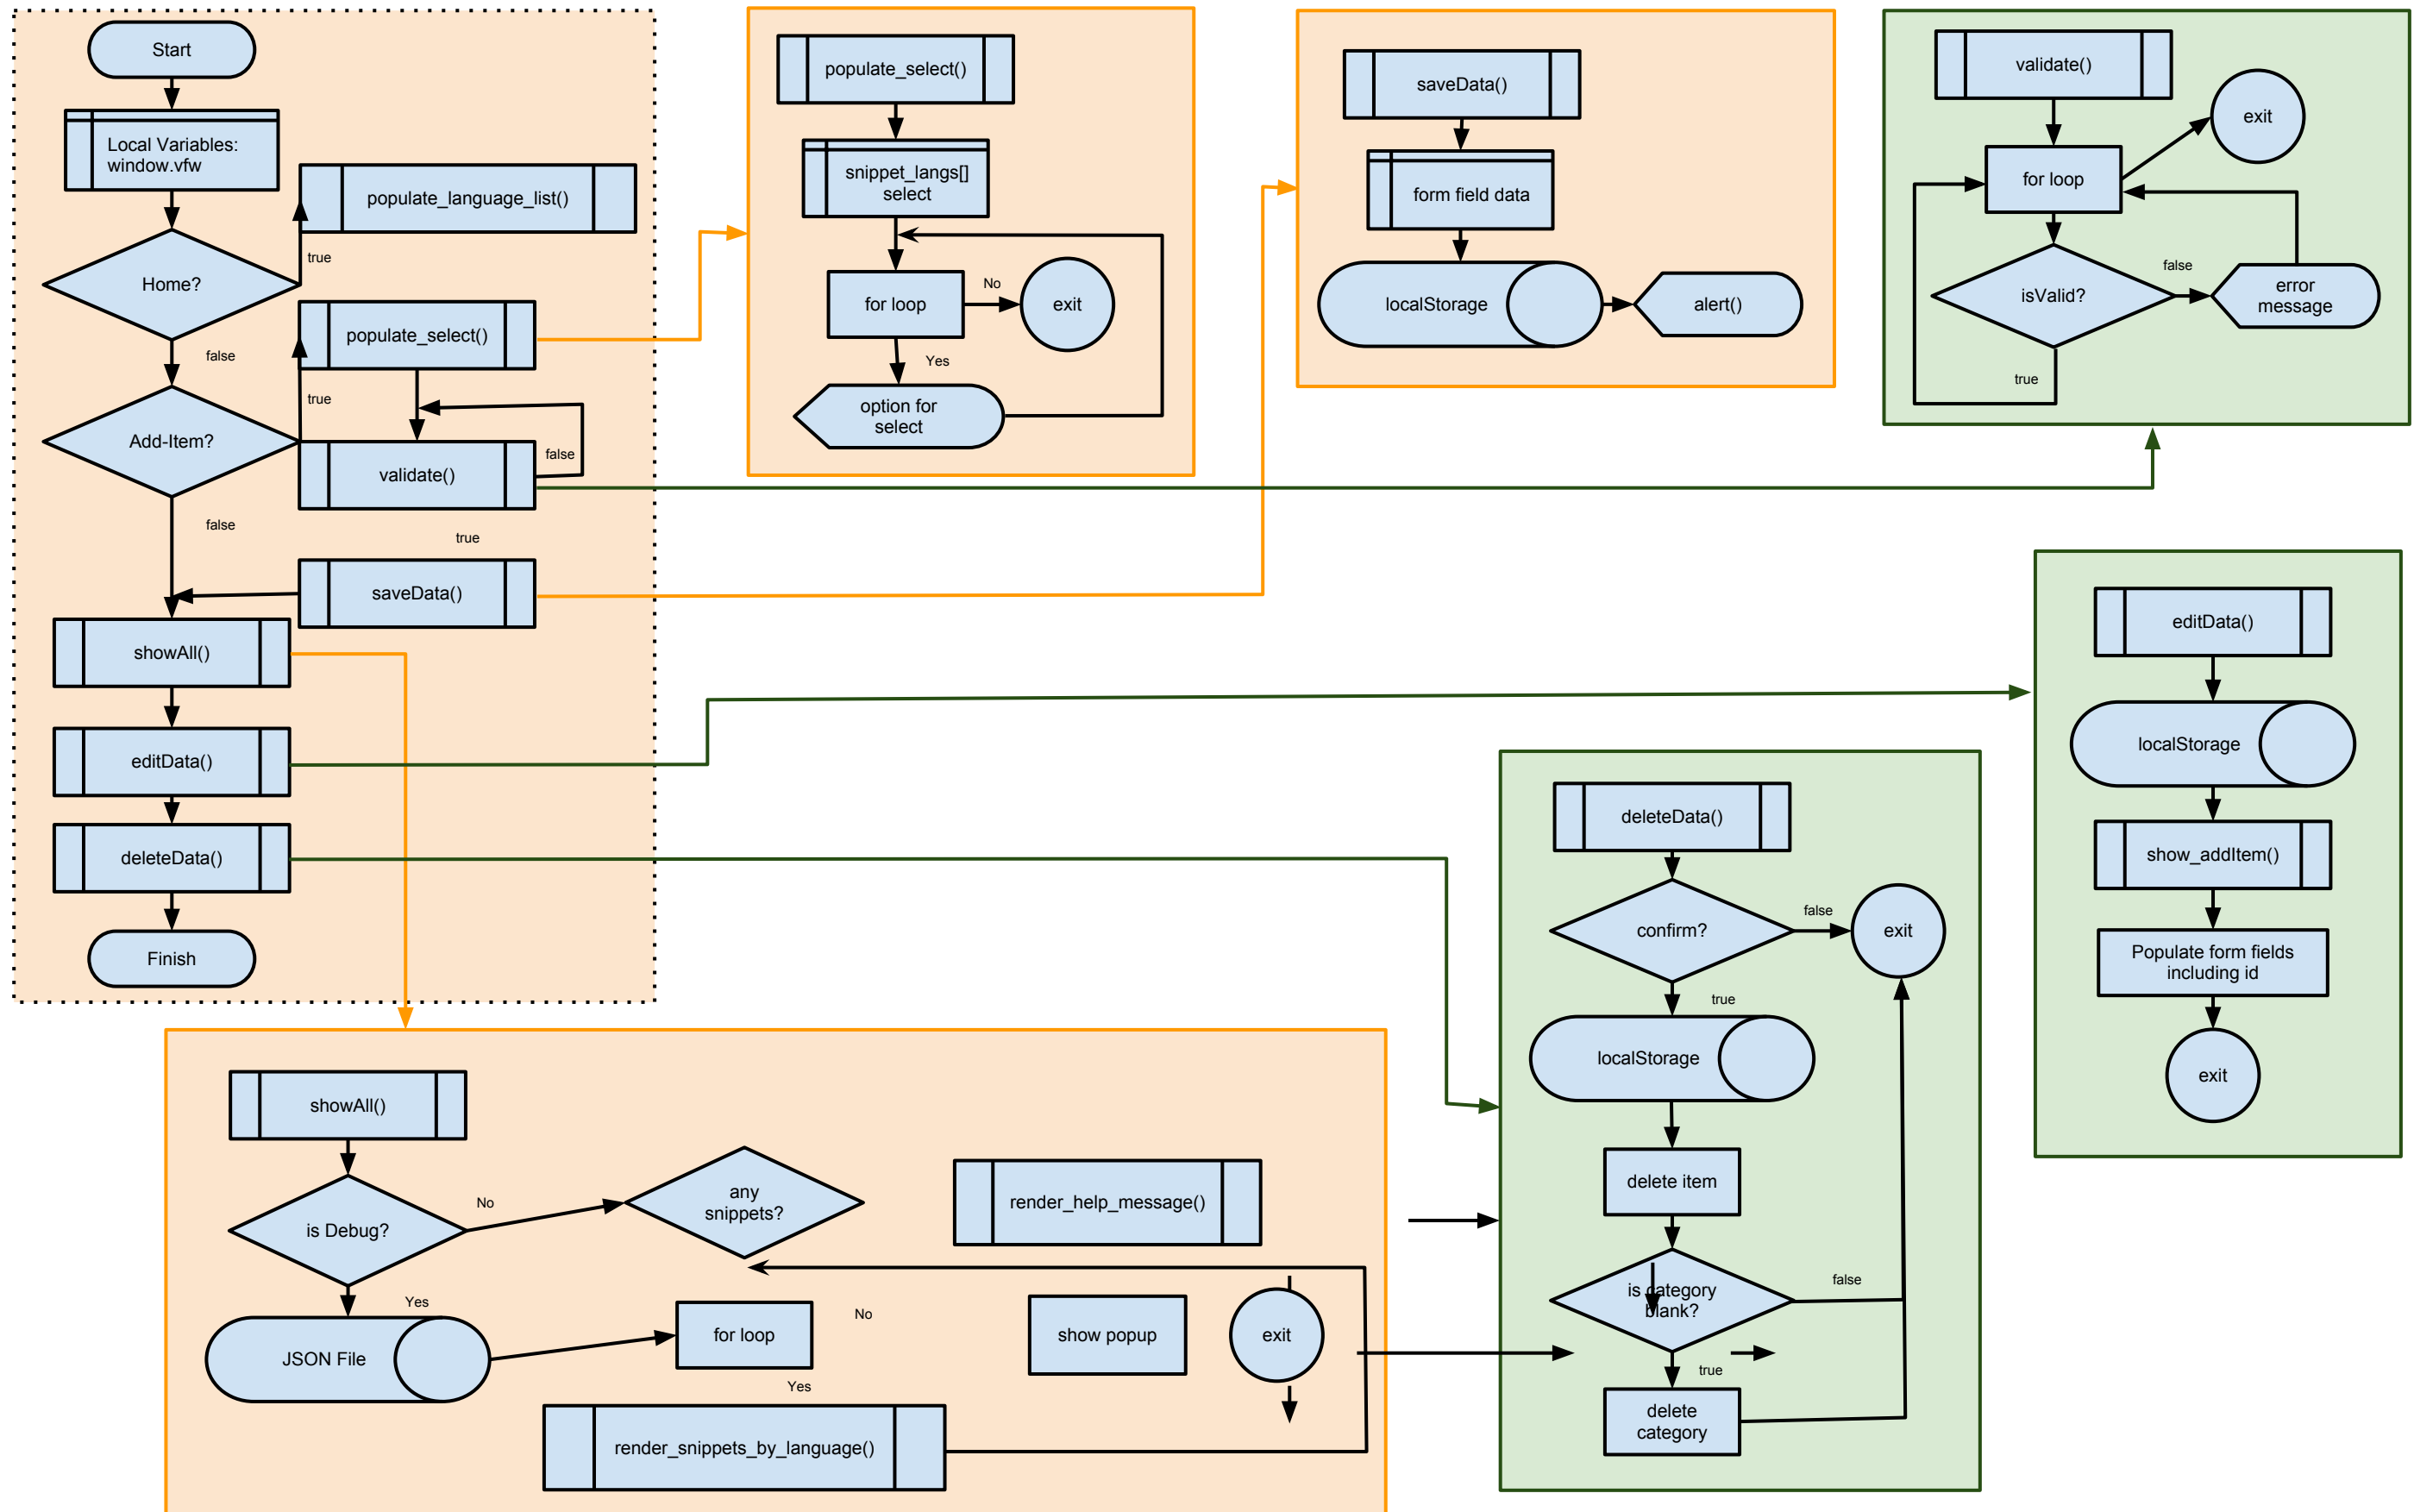 Start
Local Variables:
window.vfw
populate_language_list()
Home?
true
false
populate_select()
Add-Item?
true
validate()
false
false
true
saveData()
showAll()
editData()
deleteData()
Finish
populate_select()
snippet_langs[]
select
for loop
No
exit
Yes
option for
select
saveData()
form field data
localStorage
alert()
validate()
exit
for loop
isValid?
false
error
message
true
editData()
localStorage
show_addItem()
Populate form fields
including id
exit
deleteData()
confirm?
false
exit
true
localStorage
delete item
is category
blank?
false
true
delete
category
showAll()
is Debug?
No
any
snippets?
render_help_message()
Yes
JSON File
for loop
No
show popup
exit
Yes
render_snippets_by_language()